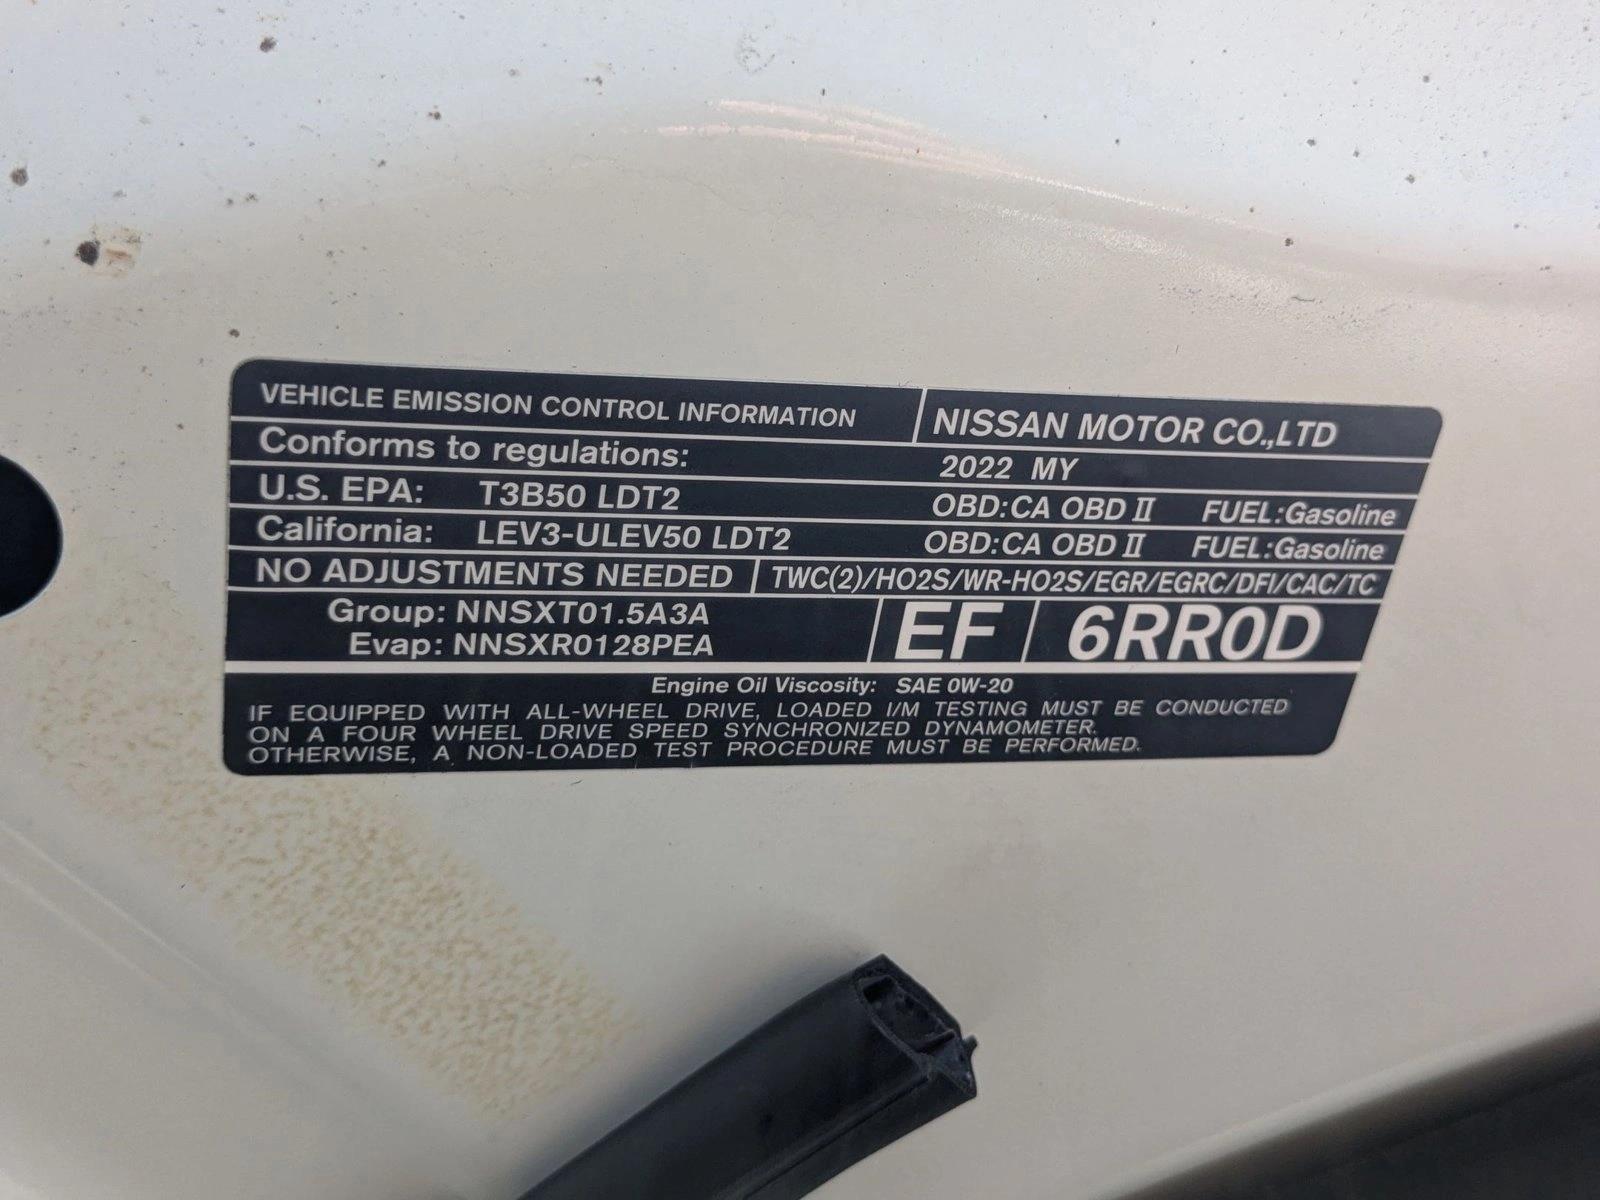 VEHICLE EMISSION CONTROL INFORMATION NISSAN MOTOR CO.,LTD
Conforms to regulations: 2022 MY
U.S. EPA: T3B50 LDT2 OBD:CA OBD II FUEL:Gasoline
California: LEV3-ULEV50 LDT2 OBD:CA OBD II FUEL:Gasoline
NO ADJUSTMENTS NEEDED TWC(2)/HO2S/WR-HO2S/EGR/EGRC/DFI/CAC/TC
Group: NNSXT01.5A3A
Evap: NNSXR0128PEA
EF 6RR0D
Engine Oil Viscosity: SAE 0W-20
IF EQUIPPED WITH ALL-WHEEL DRIVE, LOADED I/M TESTING MUST BE CONDUCTED
ON A FOUR WHEEL DRIVE SPEED SYNCHRONIZED DYNAMOMETER.
OTHERWISE, A NON-LOADED TEST PROCEDURE MUST BE PERFORMED.